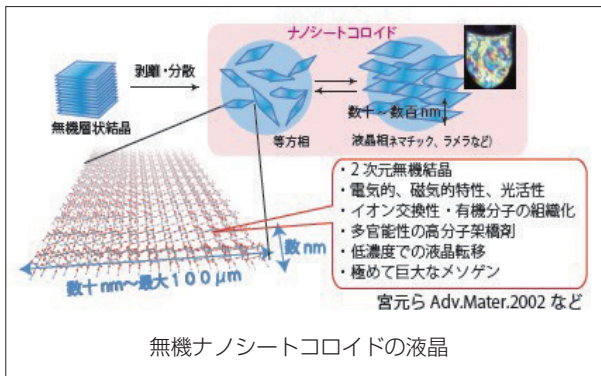 ナノシートコロイド
剥離・分散
無機層状結晶
等方相
数十～数百nm
液晶相(ネマチック、ラメラなど)
・2次元無機結晶
・電気的、磁気的特性、光活性
・イオン交換性・有機分子の組織化
・多官能性の高分子架橋剤
・低濃度での液晶転移
・極めて巨大なメソゲン
数nm
数十nm～最大100μm
宮元ら Adv.Mater.2002 など
無機ナノシートコロイドの液晶